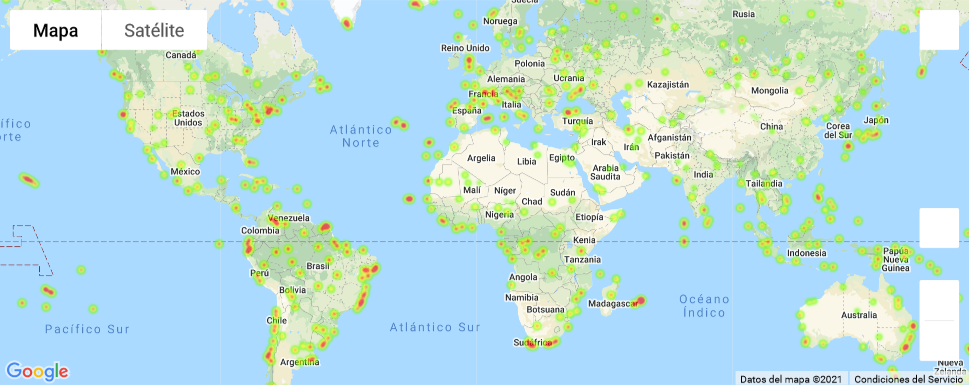 Mapa Satélite
Noruega
Rusia
Canadá
Reino Unido
Polonia
Alemania
Ucrania
Kazajistán
Mongolia
Francia
Italia
España
Estados
Unidos
Turquía
China
Corea
del Sur
Japón
ífico
orte
Atlántico
Norte
Afganistán
Irak
Irán
Pakistán
Argelia
Libia
Egipto
Arabia
Saudita
México
India
Tailandia
Malí
Níger
Chad
Sudán
Nigeria
Etiopía
Venezuela
Colombia
Kenia
Indonesia
Papúa
Nueva
Guinea
Tanzania
Brasil
Perú
Angola
Bolivia
Namibia
Botsuana
Madagascar
Océano
Índico
Australia
Chile
Pacífico Sur
Atlántico Sur
Sudáfrica
Argentina
Nueva
Zelanda
Google
Datos del mapa ©2021
Condiciones del Servicio